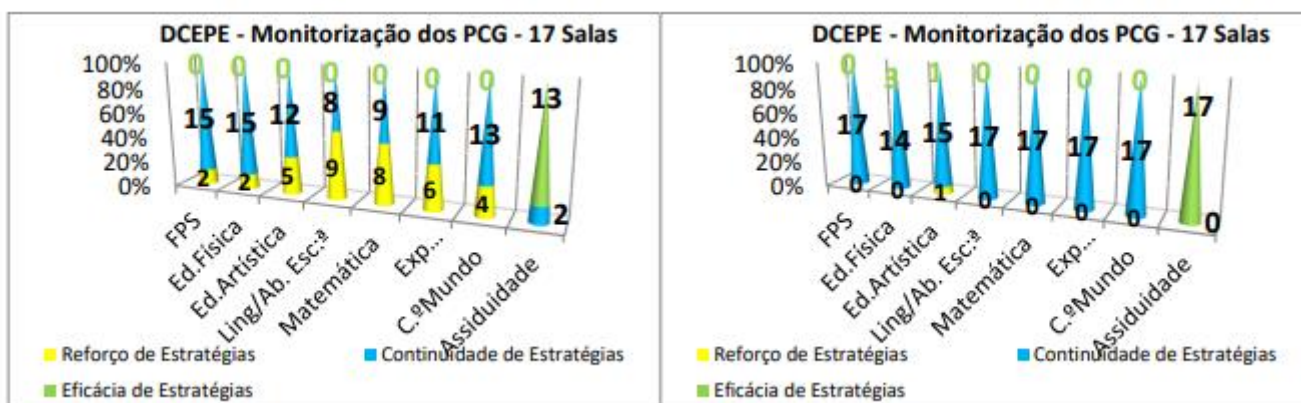 DCEPE - Monitorização dos PCG - 17 Salas
100%
80%
60%
40%
20%
0%
0 0 0 0 0 0 0 13
15 15 12 8 9 11 13
2 2 5 9 8 6 4 2
FPS
Ed.Física
Ed.Artística
Ling/Ab. Esc:ª
Matemática
Exp...
C.ºMundo
Assiduidade
Reforço de Estratégias
Continuidade de Estratégias
Eficácia de Estratégias
DCEPE - Monitorização dos PCG - 17 Salas
100%
80%
60%
40%
20%
0%
0 3 1 0 0 0 0 17
17 14 15 17 17 17 17
0 0 1 0 0 0 0 0
FPS
Ed.Física
Ed.Artística
Ling/Ab. Esc:ª
Matemática
Exp...
C.ºMundo
Assiduidade
Reforço de Estratégias
Continuidade de Estratégias
Eficácia de Estratégias